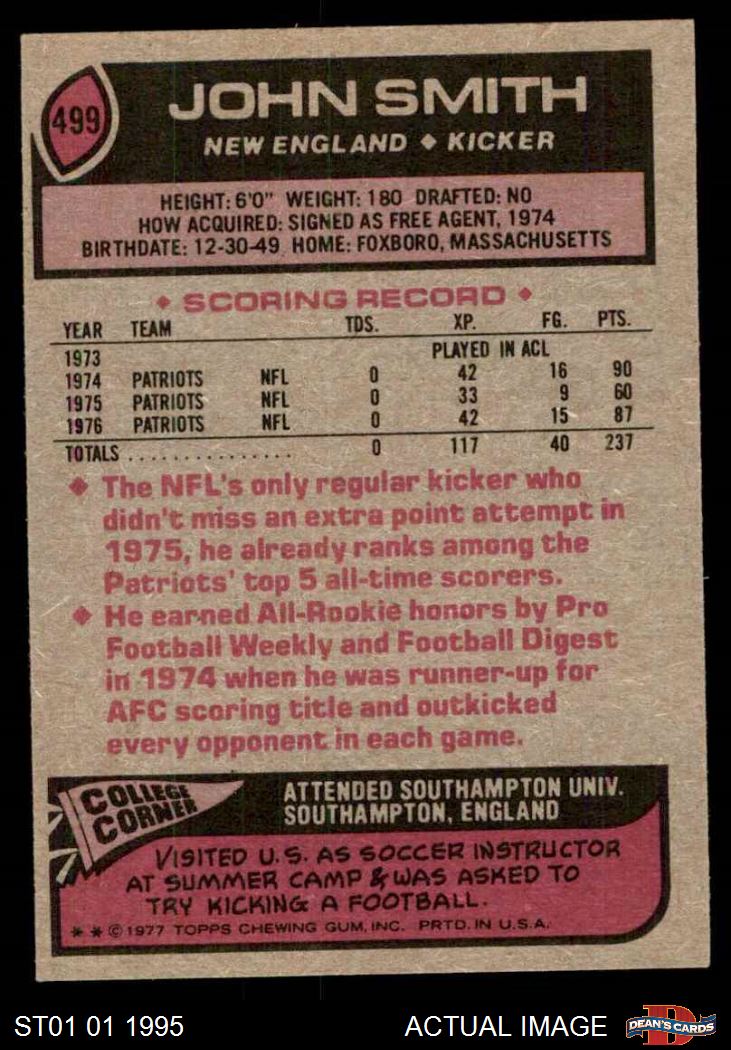 499
JOHN SMITH
NEW ENGLAND ◆ KICKER
HEIGHT: 6'0" WEIGHT: 180 DRAFTED: NO
HOW ACQUIRED: SIGNED AS FREE AGENT, 1974
BIRTHDATE: 12-30-49 HOME: FOXBORO, MASSACHUSETTS
◆ SCORING RECORD ◆
YEAR TEAM TDS. XP. FG. PTS.
1973 PLAYED IN ACL
1974 PATRIOTS NFL 0 42 16 90
1975 PATRIOTS NFL 0 33 9 60
1976 PATRIOTS NFL 0 42 15 87
TOTALS . . . . . . . . . . . . . . . 0 117 40 237
◆ The NFL's only regular kicker who
didn't miss an extra point attempt in
1975, he already ranks among the
Patriots' top 5 all-time scorers.
◆ He earned All-Rookie honors by Pro
Football Weekly and Football Digest
in 1974 when he was runner-up for
AFC scoring title and outkicked
every opponent in each game.
COLLEGE
CORNER
ATTENDED SOUTHAMPTON UNIV.
SOUTHAMPTON, ENGLAND
VISITED U.S. AS SOCCER INSTRUCTOR
AT SUMMER CAMP & WAS ASKED TO
TRY KICKING A FOOTBALL.
* * © 1977 TOPPS CHEWING GUM, INC. PRTD. IN U.S.A.
ST01 01 1995 ACTUAL IMAGE
D
DEAN'S CARDS